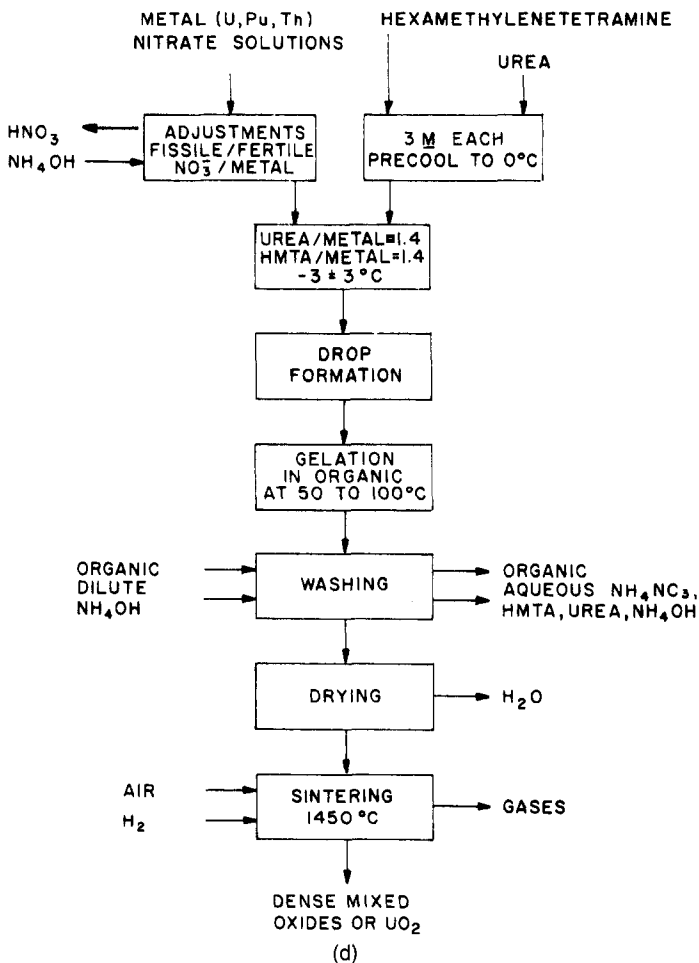 METAL (U,Pu,Th)
NITRATE SOLUTIONS
HEXAMETHYLENETETRAMINE
UREA
HNO₃
NH₄OH
ADJUSTMENTS
FISSILE/FERTILE
NO₃⁻/METAL
3 M EACH
PRECOOL TO 0°C
UREA/METAL=1.4
HMTA/METAL=1.4
-3 ± 3°C
DROP
FORMATION
GELATION
IN ORGANIC
AT 50 TO 100°C
ORGANIC
DILUTE
NH₄OH
WASHING
ORGANIC
AQUEOUS NH₄NC₃,
HMTA, UREA, NH₄OH
DRYING
H₂O
AIR
H₂
SINTERING
1450°C
GASES
DENSE MIXED
OXIDES OR UO₂
(d)